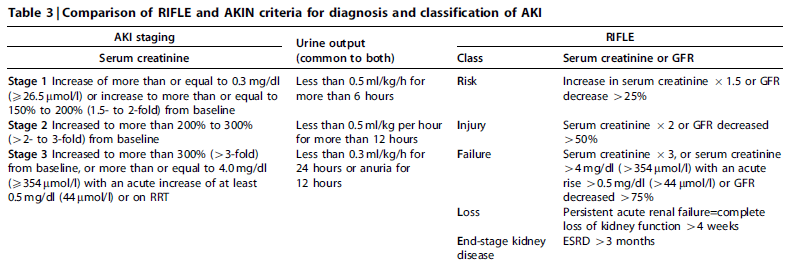 Table 3 | Comparison of RIFLE and AKIN criteria for diagnosis and classification of AKI
AKI staging
Serum creatinine
Urine output
(common to both)
RIFLE
Class
Serum creatinine or GFR
Stage 1 Increase of more than or equal to 0.3 mg/dl
(⩾26.5 μmol/l) or increase to more than or equal to
150% to 200% (1.5- to 2-fold) from baseline
Less than 0.5 ml/kg/h for
more than 6 hours
Risk
Increase in serum creatinine × 1.5 or GFR
decrease >25%
Stage 2 Increased to more than 200% to 300%
(>2- to 3-fold) from baseline
Less than 0.5 ml/kg per hour
for more than 12 hours
Injury
Serum creatinine × 2 or GFR decreased
>50%
Stage 3 Increased to more than 300% (>3-fold)
from baseline, or more than or equal to 4.0 mg/dl
(⩾354 μmol/l) with an acute increase of at least
0.5 mg/dl (44 μmol/l) or on RRT
Less than 0.3 ml/kg/h for
24 hours or anuria for
12 hours
Failure
Serum creatinine × 3, or serum creatinine
>4 mg/dl (>354 μmol/l) with an acute
rise >0.5 mg/dl (>44 μmol/l) or GFR
decreased >75%
Loss
Persistent acute renal failure=complete
loss of kidney function >4 weeks
End-stage kidney
disease
ESRD >3 months